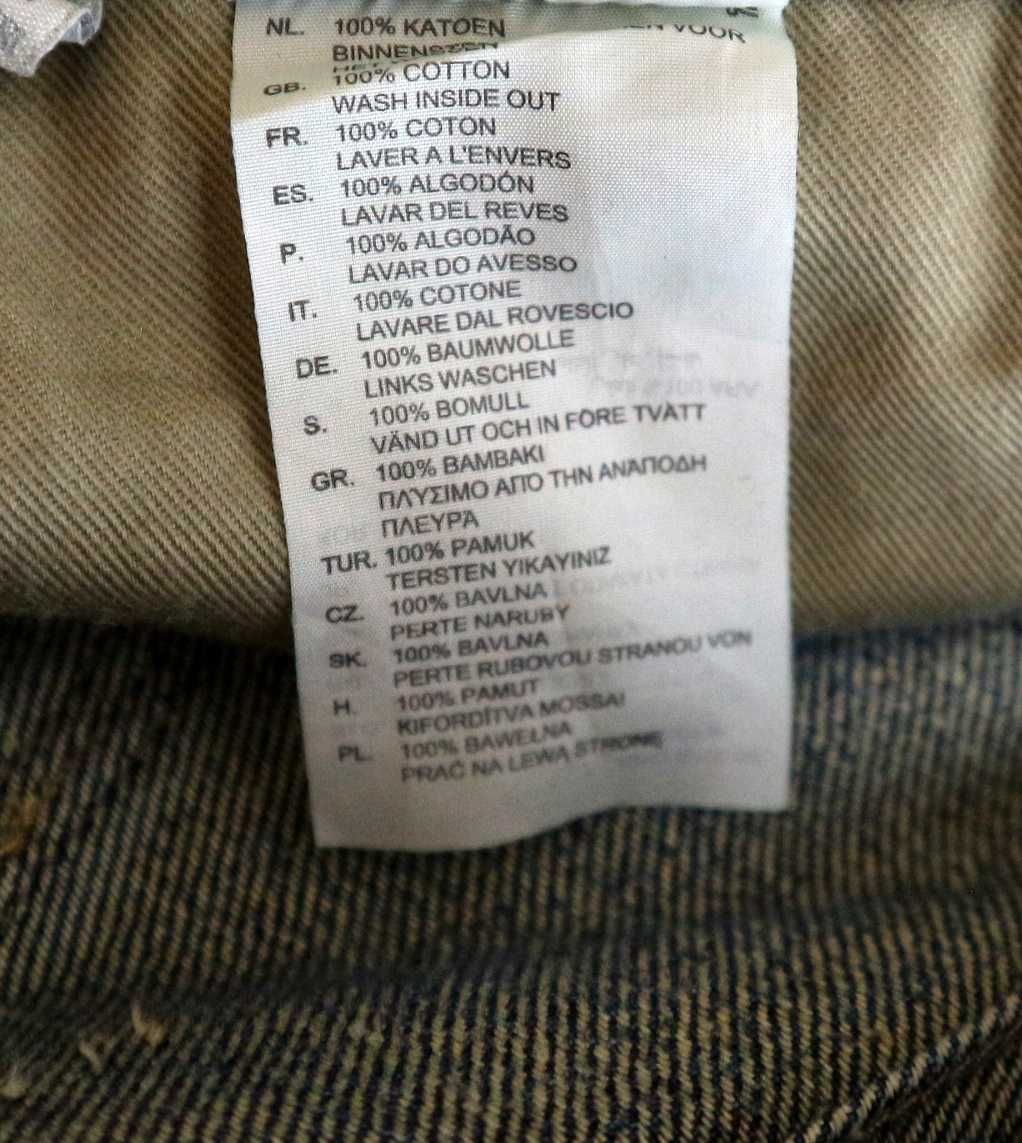 NL. 100% KATOEN
VOOR
GB. 100% COTTON
WASH INSIDE OUT
FR. 100% COTON
LAVER A L'ENVERS
ES. 100% ALGODÓN
LAVAR DEL REVES
P. 100% ALGODÃO
LAVAR DO AVESSO
IT. 100% COTONE
LAVARE DAL ROVESCIO
DE. 100% BAUMWOLLE
LINKS WASCHEN
S. 100% BOMULL
VÄND UT OCH IN FÖRE TVÄTT
GR. 100% BAMBAKI
ΠΛΎΣΙΜΟ ΑΠΟ ΤΗΝ ΑΝΆΠΟΔΗ
ΠΛΕΥΡΆ
TUR. 100% PAMUK
TERSTEN YIKAYINIZ
CZ. 100% BAVLNA
PERTE NARUBY
SK. 100% BAVLNA
PERTE RUBOVOU STRANOU VON
H. 100% PAMUT
KIFORDÍTVA MOSSA!
PL. 100% BAWEŁNA
PRAĆ NA LEWĄ STRONĘ